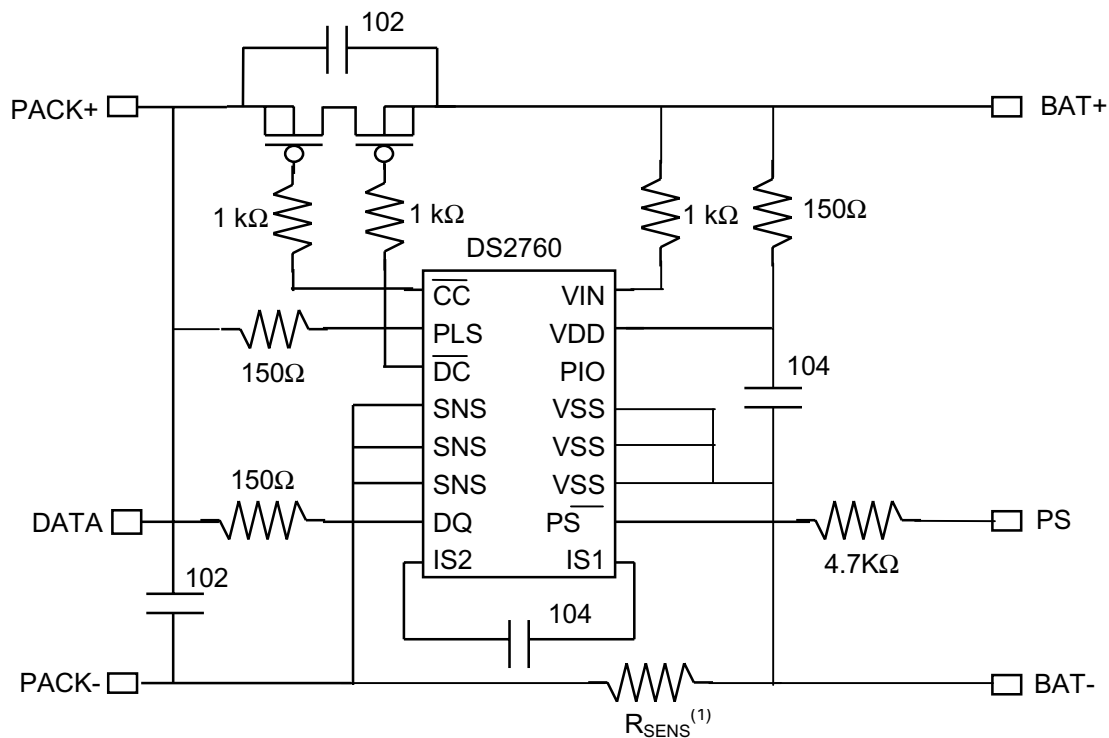 102
PACK+
BAT+
1 kΩ
1 kΩ
1 kΩ
150Ω
DS2760
CC
VIN
PLS
VDD
150Ω
DC
PIO
104
SNS
VSS
SNS
VSS
150Ω
SNS
VSS
DATA
DQ
PS
PS
4.7KΩ
IS2
IS1
102
104
PACK-
BAT-
RSENS(1)